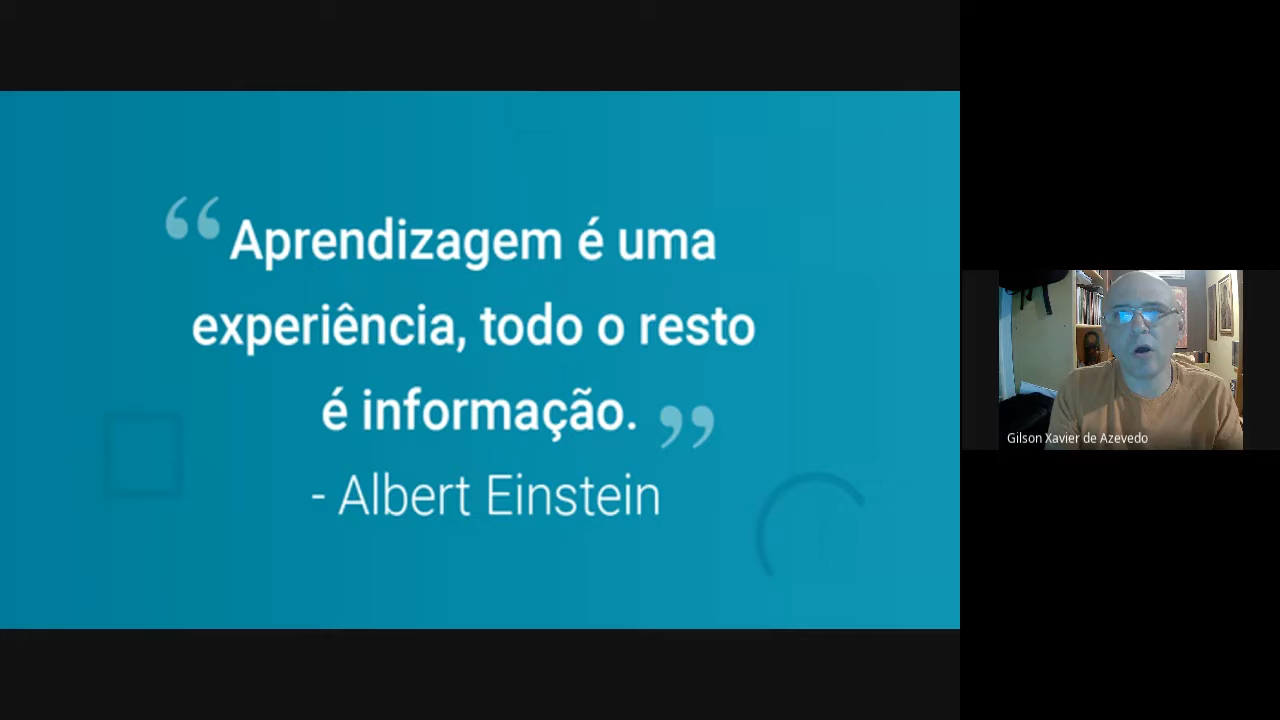 “Aprendizagem é uma
experiência, todo o resto
é informação.”
- Albert Einstein
Gilson Xavier de Azevedo